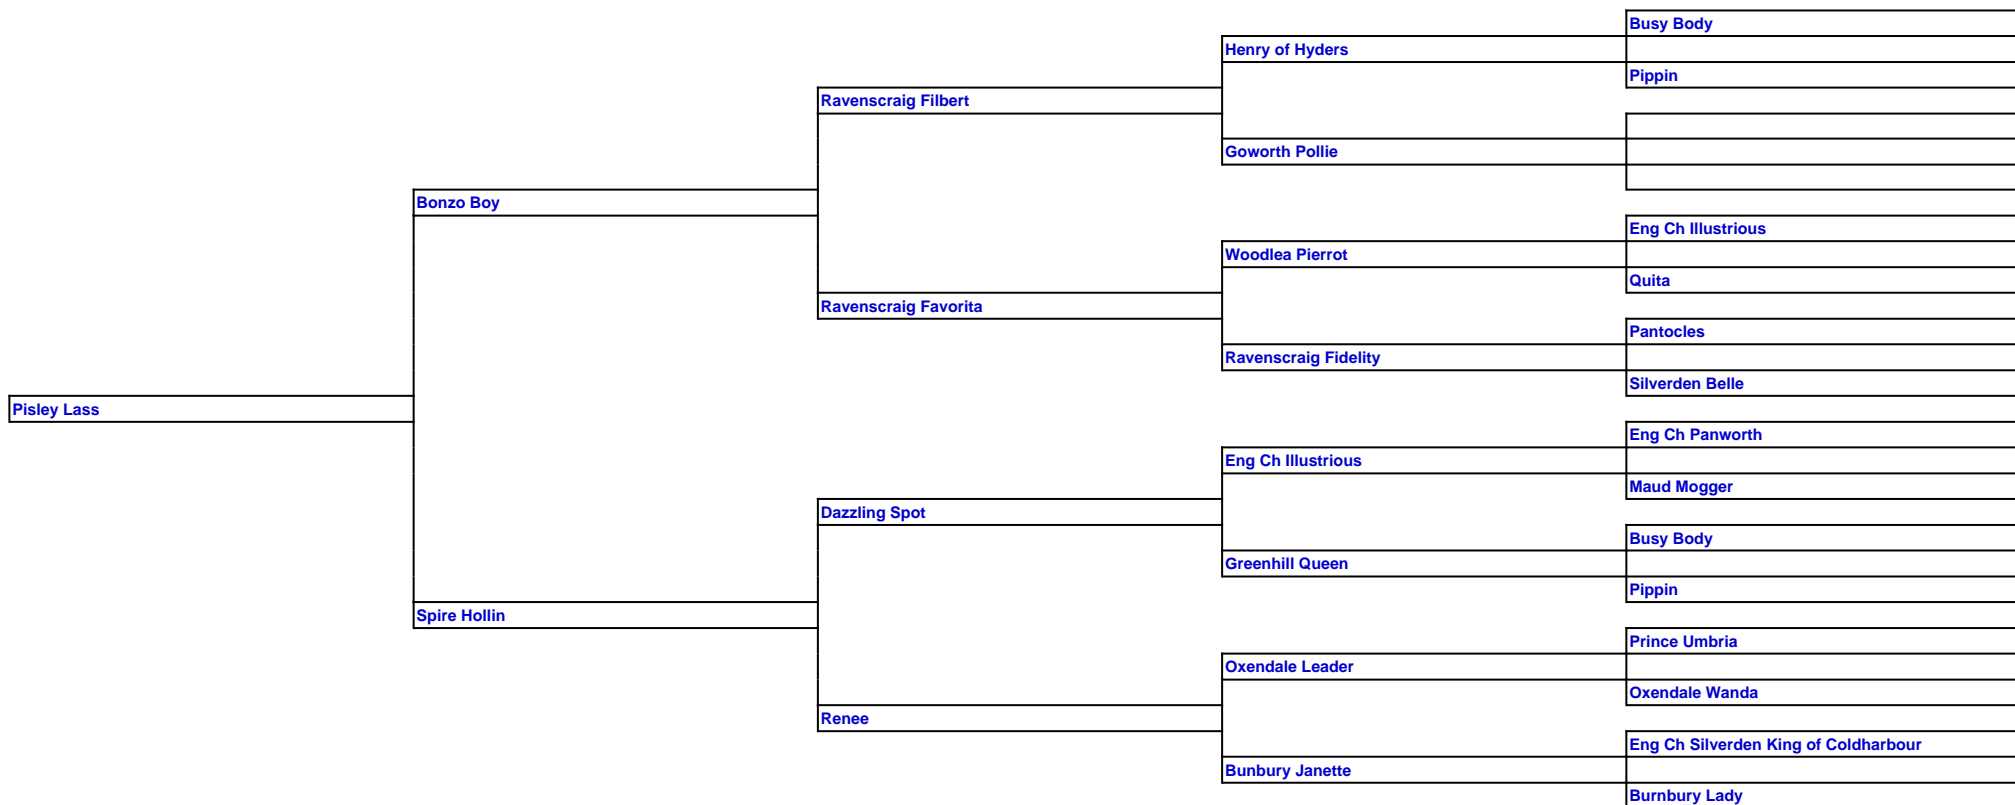 Busy Body
Henry of Hyders
Pippin
Ravenscraig Filbert
Goworth Pollie
Bonzo Boy
Eng Ch Illustrious
Woodlea Pierrot
Quita
Ravenscraig Favorita
Pantocles
Ravenscraig Fidelity
Silverden Belle
Pisley Lass
Eng Ch Panworth
Eng Ch Illustrious
Maud Mogger
Dazzling Spot
Busy Body
Greenhill Queen
Pippin
Spire Hollin
Prince Umbria
Oxendale Leader
Oxendale Wanda
Renee
Eng Ch Silverden King of Coldharbour
Bunbury Janette
Burnbury Lady